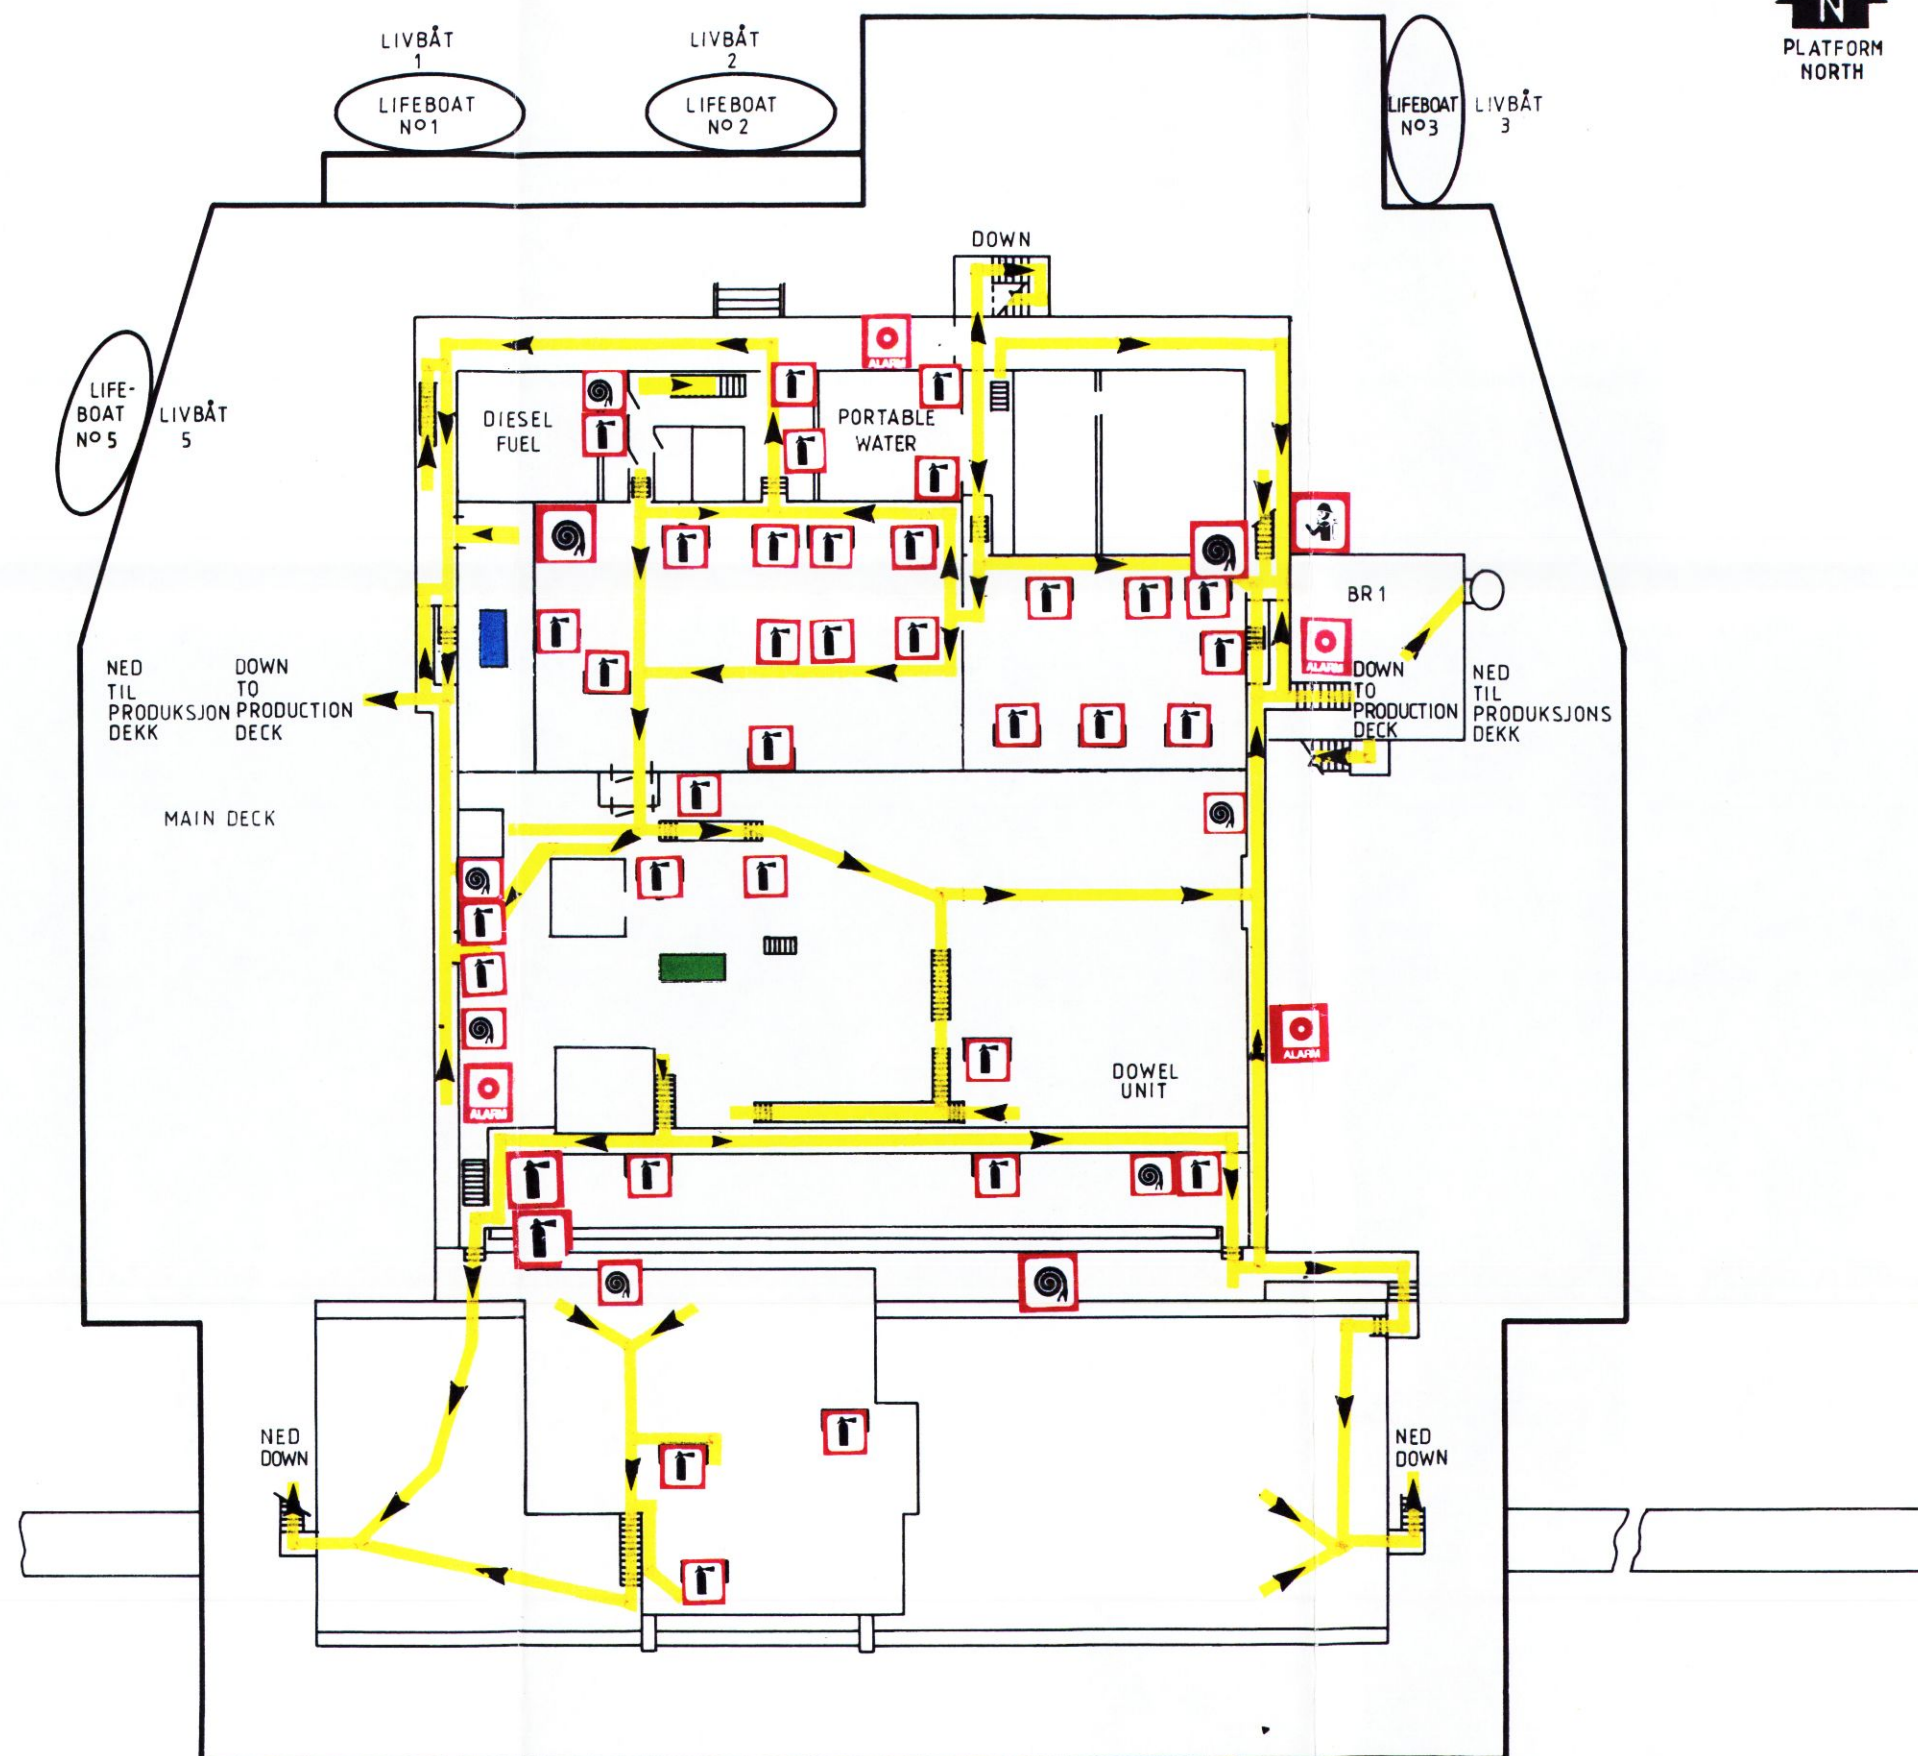 N
PLATFORM
NORTH
LIVBÅT
1
LIFEBOAT
Nº1
LIVBÅT
2
LIFEBOAT
Nº2
LIFEBOAT
Nº3
LIVBÅT
3
DOWN
ALARM
LIFE-
BOAT
Nº5
LIVBÅT
5
DIESEL
FUEL
PORTABLE
WATER
BR1
ALARM
NED
TIL
PRODUKSJON
DEKK
DOWN
TO
PRODUCTION
DECK
DOWN
TO
PRODUCTION
DECK
NED
TIL
PRODUKSJONS
DEKK
MAIN DECK
ALARM
ALARM
DOWEL
UNIT
NED
DOWN
NED
DOWN